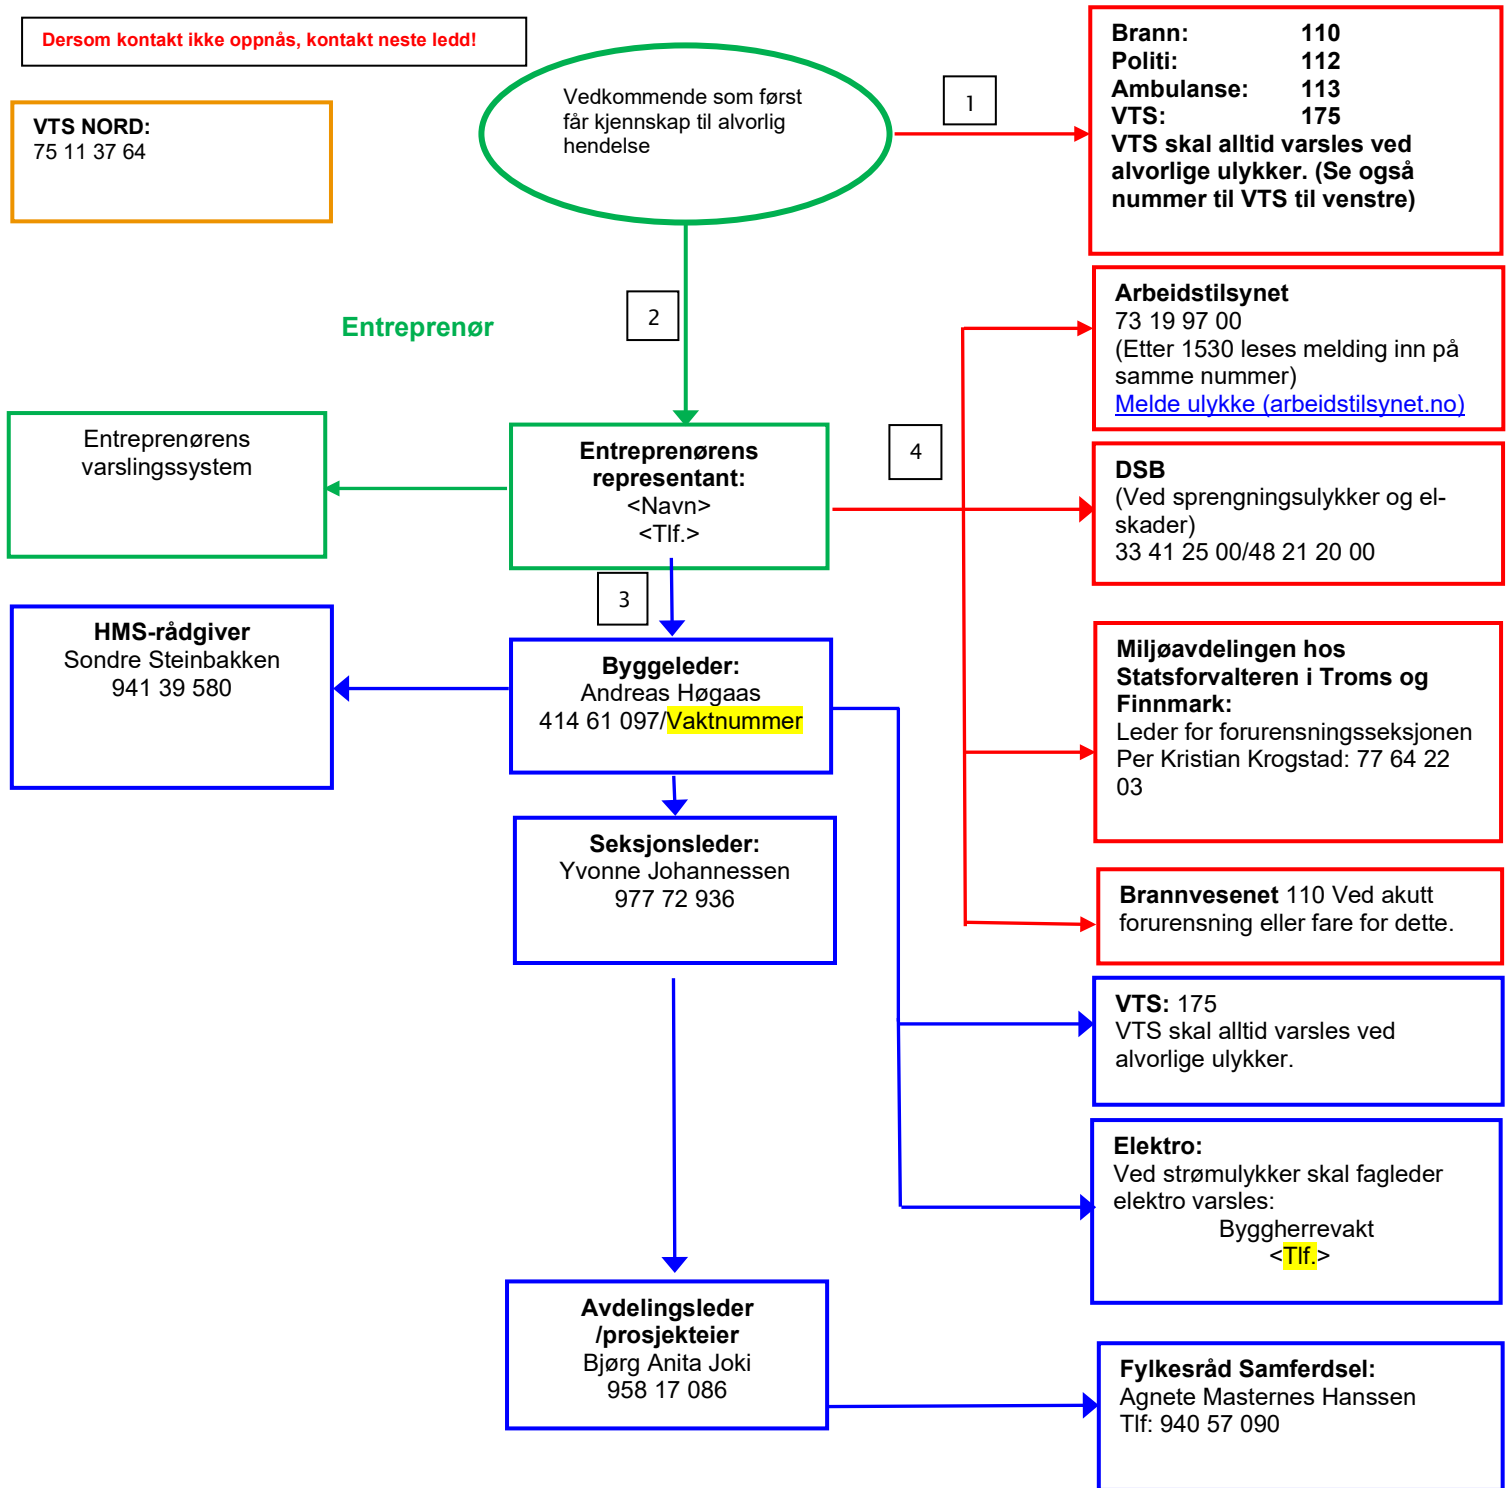 Dersom kontakt ikke oppnås, kontakt neste ledd!
VTS NORD:
75 11 37 64
Vedkommende som først
får kjennskap til alvorlig
hendelse
1
Brann: 110
Politi: 112
Ambulanse: 113
VTS: 175
VTS skal alltid varsles ved
alvorlige ulykker. (Se også
nummer til VTS til venstre)
2
Entreprenør
Arbeidstilsynet
73 19 97 00
(Etter 1530 leses melding inn på
samme nummer)
Melde ulykke (arbeidstilsynet.no)
Entreprenørens
varslingssystem
Entreprenørens
representant:
<Navn>
<Tlf.>
4
DSB
(Ved sprengningsulykker og el-
skader)
33 41 25 00/48 21 20 00
3
HMS-rådgiver
Sondre Steinbakken
941 39 580
Byggeleder:
Andreas Høgaas
414 61 097/Vaktnummer
Miljøavdelingen hos
Statsforvalteren i Troms og
Finnmark:
Leder for forurensningsseksjonen
Per Kristian Krogstad: 77 64 22
03
Seksjonsleder:
Yvonne Johannessen
977 72 936
Brannvesenet 110 Ved akutt
forurensning eller fare for dette.
VTS: 175
VTS skal alltid varsles ved
alvorlige ulykker.
Elektro:
Ved strømulykker skal fagleder
elektro varsles:
Byggherrevakt
<Tlf.>
Avdelingsleder
/prosjekteier
Bjørg Anita Joki
958 17 086
Fylkesråd Samferdsel:
Agnete Masternes Hanssen
Tlf: 940 57 090